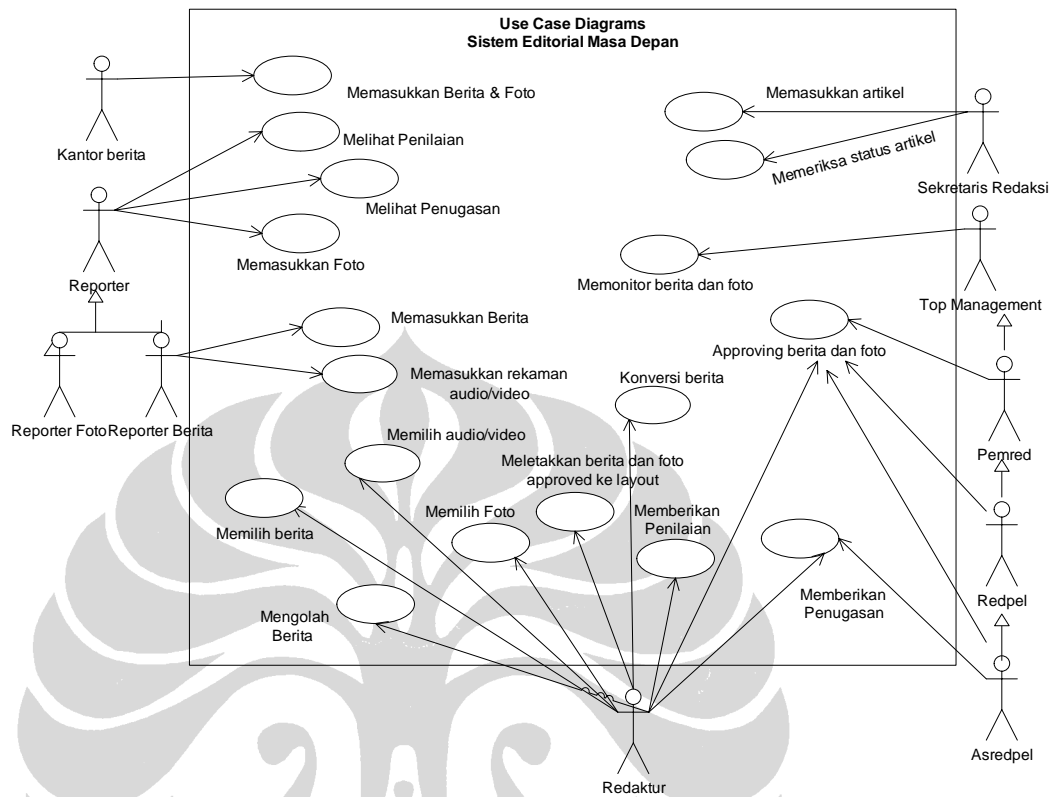 Use Case Diagrams
Sistem Editorial Masa Depan
Memasukkan Berita & Foto
Kantor berita
Melihat Penilaian
Melihat Penugasan
Memasukkan Foto
Reporter
Memasukkan artikel
Memeriksa status artikel
Sekretaris Redaksi
Memonitor berita dan foto
Top Management
Memasukkan Berita
Memasukkan rekaman
audio/video
Reporter Foto
Reporter Berita
Approving berita dan foto
Konversi berita
Pemred
Memilih audio/video
Meletakkan berita dan foto
approved ke layout
Memilih berita
Memilih Foto
Memberikan
Penilaian
Memberikan
Penugasan
Redpel
Mengolah
Berita
Redaktur
Asredpel